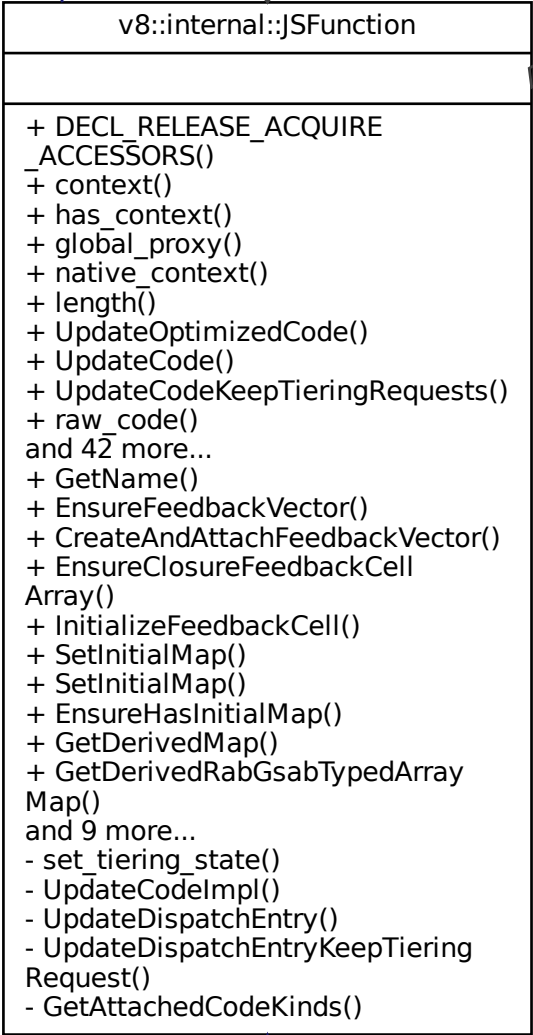 v8::internal::JSFunction
+ DECL_RELEASE_ACQUIRE
_ACCESSORS()
+ context()
+ has_context()
+ global_proxy()
+ native_context()
+ length()
+ UpdateOptimizedCode()
+ UpdateCode()
+ UpdateCodeKeepTieringRequests()
+ raw_code()
and 42 more...
+ GetName()
+ EnsureFeedbackVector()
+ CreateAndAttachFeedbackVector()
+ EnsureClosureFeedbackCell
Array()
+ InitializeFeedbackCell()
+ SetInitialMap()
+ SetInitialMap()
+ EnsureHasInitialMap()
+ GetDerivedMap()
+ GetDerivedRabGsabTypedArray
Map()
and 9 more...
- set_tiering_state()
- UpdateCodeImpl()
- UpdateDispatchEntry()
- UpdateDispatchEntryKeepTiering
Request()
- GetAttachedCodeKinds()